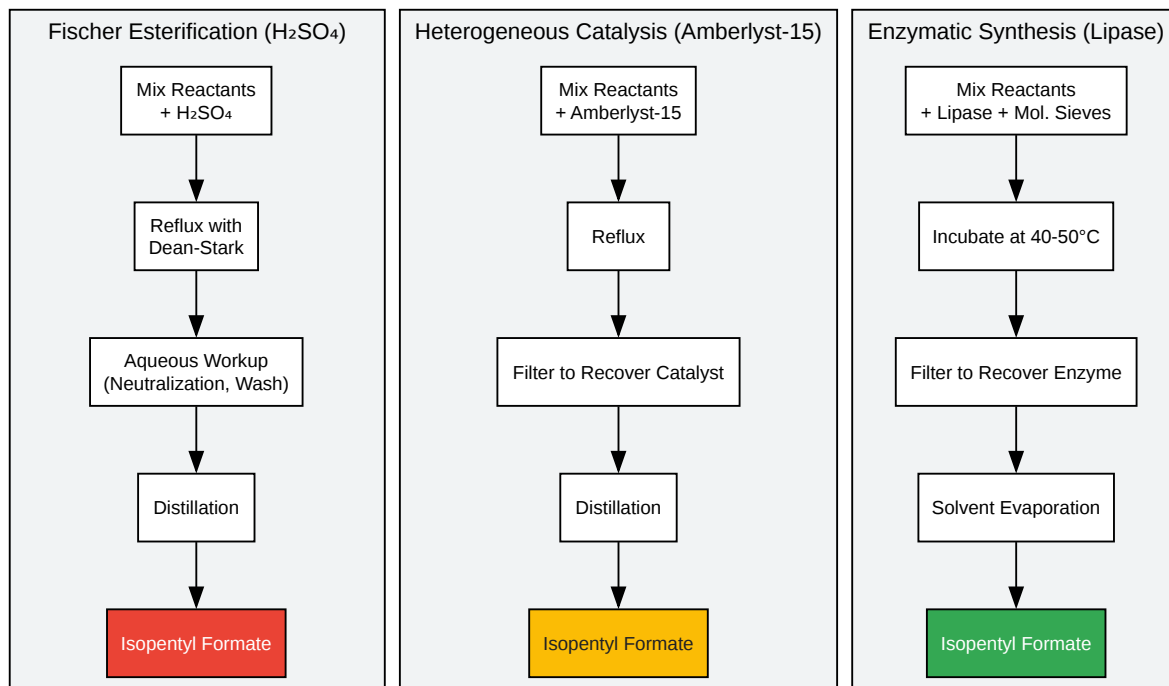 Fischer Esterification (H₂SO₄)
Mix Reactants
+ H₂SO₄
Reflux with
Dean-Stark
Aqueous Workup
(Neutralization, Wash)
Distillation
Isopentyl Formate
Heterogeneous Catalysis (Amberlyst-15)
Mix Reactants
+ Amberlyst-15
Reflux
Filter to Recover Catalyst
Distillation
Isopentyl Formate
Enzymatic Synthesis (Lipase)
Mix Reactants
+ Lipase + Mol. Sieves
Incubate at 40-50°C
Filter to Recover Enzyme
Solvent Evaporation
Isopentyl Formate